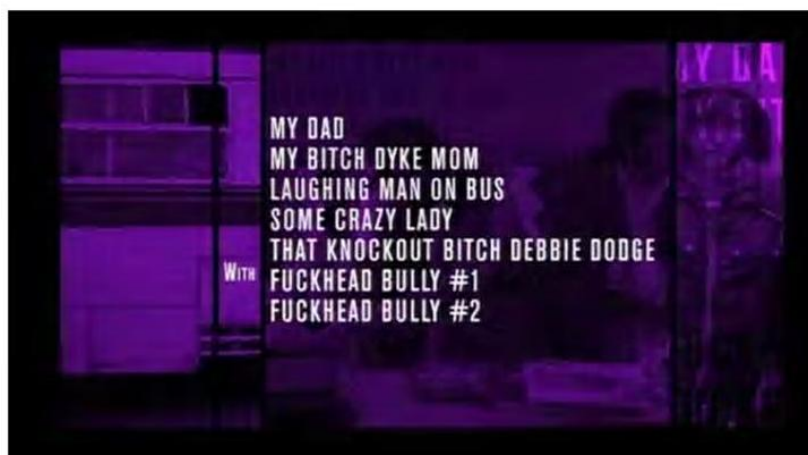 MY DAD
MY BITCH DYKE MOM
LAUGHING MAN ON BUS
SOME CRAZY LADY
THAT KNOCKOUT BITCH DEBBIE DODGE
With FUCKHEAD BULLY #1
FUCKHEAD BULLY #2